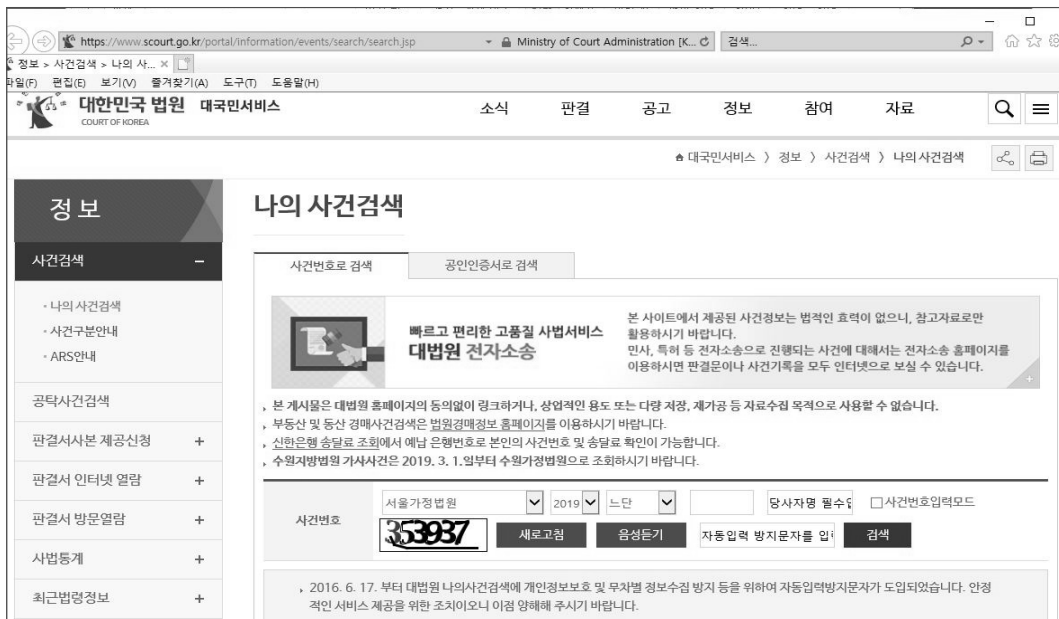 https://www.scourt.go.kr/portal/information/events/search/search.jsp
Ministry of Court Administration [K...
검색...
정보 > 사건검색 > 나의 사...
편집(E) 보기(V) 즐겨찾기(A) 도구(T) 도움말(H)
대한민국 법원 대국민서비스
COURT OF KOREA
소식 판결 공고 정보 참여 자료
대국민서비스 〉 정보 〉 사건검색 〉 나의 사건검색
정보
나의 사건검색
사건검색 −
· 나의 사건검색
· 사건구분안내
· ARS안내
공탁사건검색
판결서사본 제공신청 +
판결서 인터넷 열람 +
판결서 방문열람 +
사법통계 +
최근법령정보 +
사건번호로 검색 공인인증서로 검색
빠르고 편리한 고품질 사법서비스
대법원 전자소송
본 사이트에서 제공된 사건정보는 법적인 효력이 없으니, 참고자료로만
활용하시기 바랍니다.
민사, 특허 등 전자소송으로 진행되는 사건에 대해서는 전자소송 홈페이지를
이용하시면 판결문이나 사건기록을 모두 인터넷으로 보실 수 있습니다.
본 게시물은 대법원 홈페이지의 동의없이 링크하거나, 상업적인 용도 또는 다량 저장, 재가공 등 자료수집 목적으로 사용할 수 없습니다.
부동산 및 동산 경매사건검색은 법원경매정보 홈페이지를 이용하시기 바랍니다.
신한은행 송달료 조회에서 예납 은행번호로 본인의 사건번호 및 송달료 확인이 가능합니다.
수원지방법원 가사사건은 2019. 3. 1.일부터 수원가정법원으로 조회하시기 바랍니다.
사건번호
서울가정법원 2019 느단 당사자명 필수 사건번호입력모드
353937 새로고침 음성듣기 자동입력 방지문자를 입 검색
2016. 6. 17. 부터 대법원 나의사건검색에 개인정보보호 및 무차별 정보수집 방지 등을 위하여 자동입력방지문자가 도입되었습니다. 안정
적인 서비스 제공을 위한 조치이오니 이점 양해해 주시기 바랍니다.